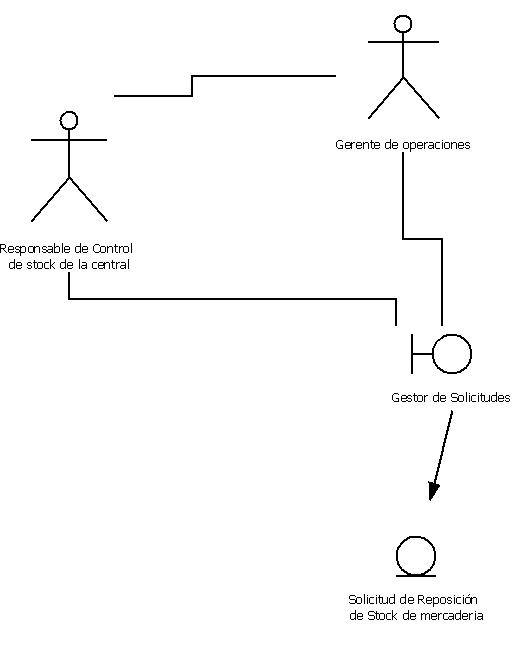 Gerente de operaciones
Responsable de Control
de stock de la central
Gestor de Solicitudes
Solicitud de Reposición
de Stock de mercaderia